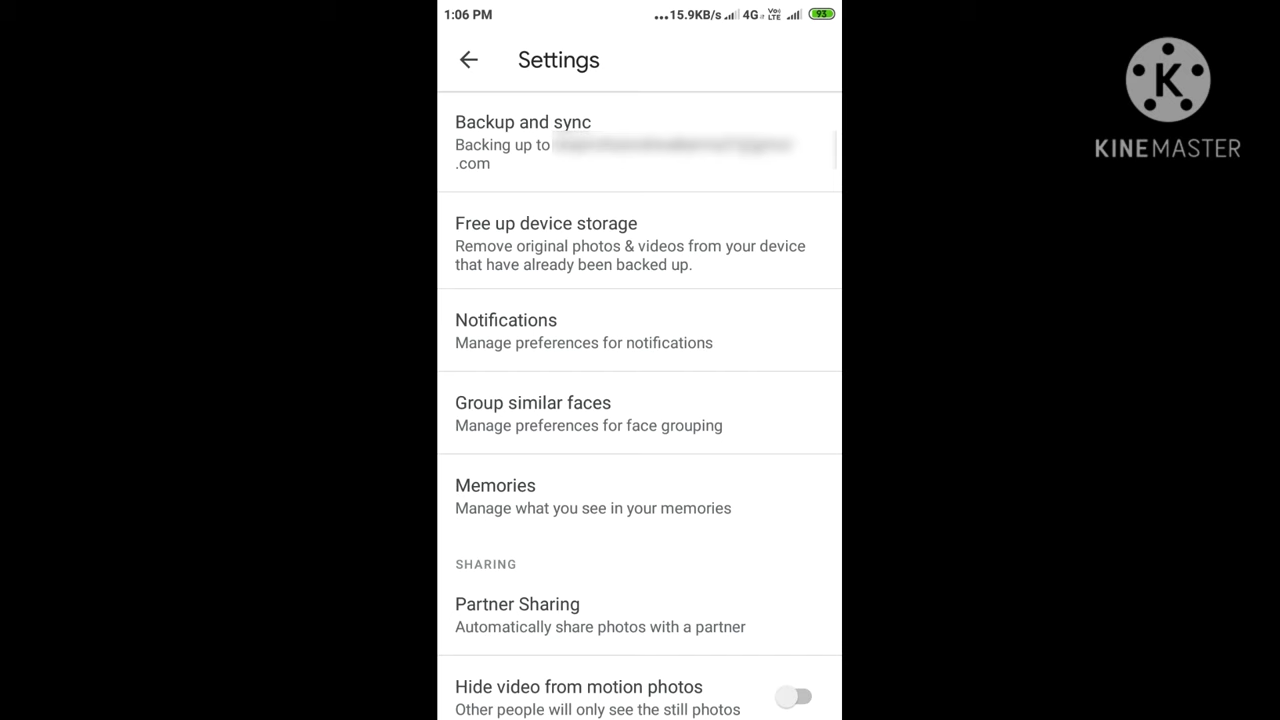 1:06 PM
...15.9KB/s 4G Vo) LTE 93
K
KINEMASTER
Settings
Backup and sync
Backing up to
.com
Free up device storage
Remove original photos & videos from your device
that have already been backed up.
Notifications
Manage preferences for notifications
Group similar faces
Manage preferences for face grouping
Memories
Manage what you see in your memories
SHARING
Partner Sharing
Automatically share photos with a partner
Hide video from motion photos
Other people will only see the still photos